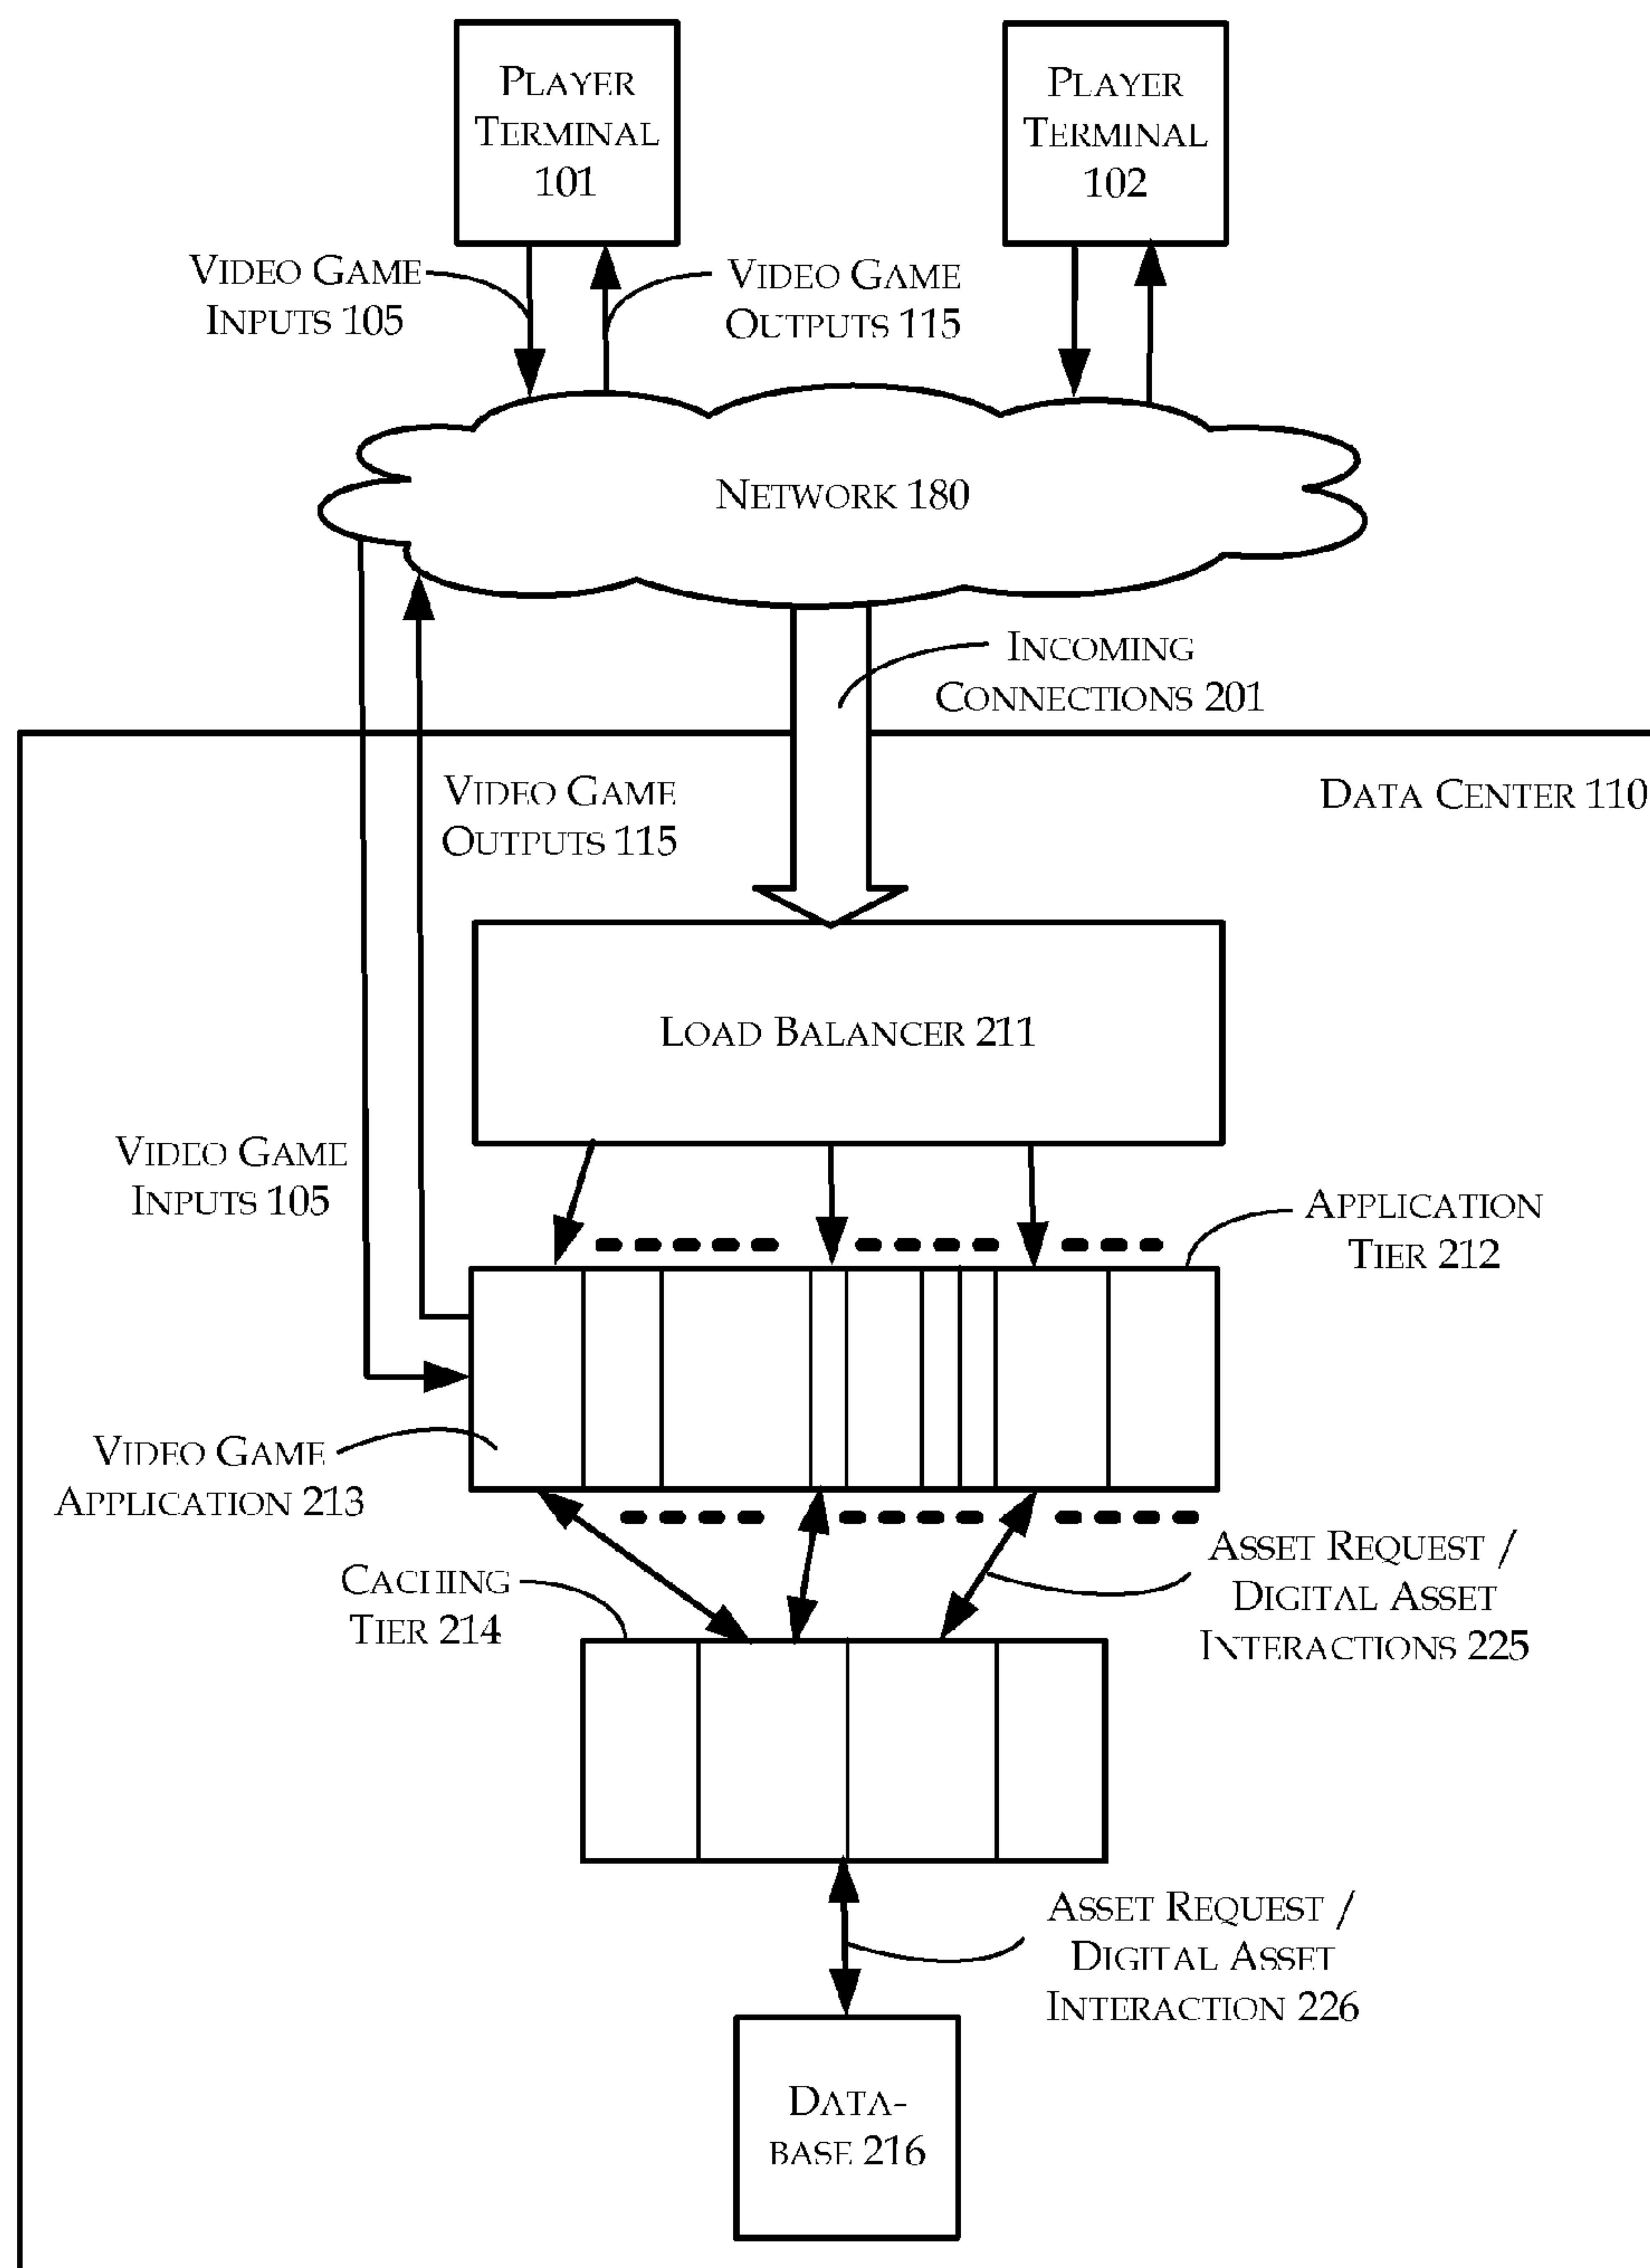 PLAYER
TERMINAL
101
PLAYER
TERMINAL
102
VIDEO GAME
INPUTS 105
VIDEO GAME
OUTPUTS 115
NETWORK 180
INCOMING
CONNECTIONS 201
VIDEO GAME
OUTPUTS 115
DATA CENTER 110
LOAD BALANCER 211
VIDEO GAME
INPUTS 105
APPLICATION
TIER 212
VIDEO GAME
APPLICATION 213
CACHING
TIER 214
ASSET REQUEST /
DIGITAL ASSET
INTERACTIONS 225
ASSET REQUEST /
DIGITAL ASSET
INTERACTION 226
DATA-
BASE 216